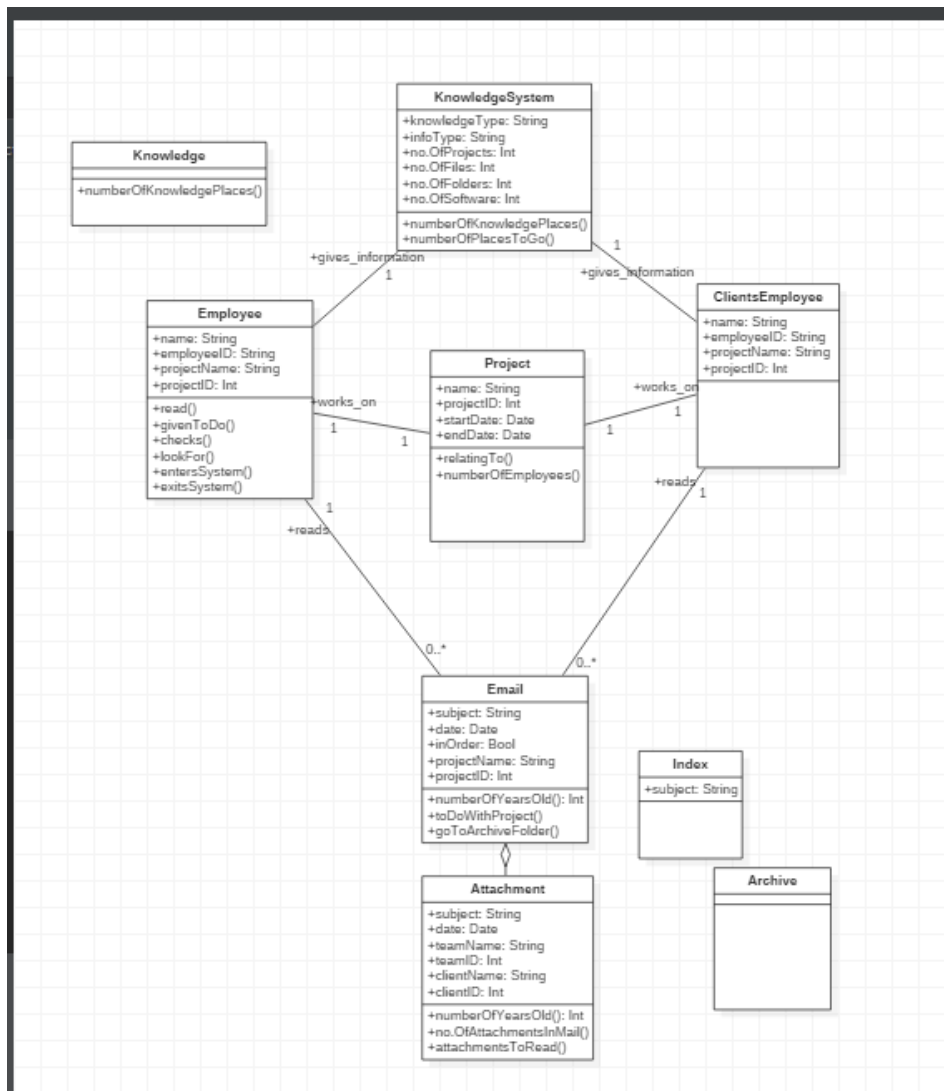 KnowledgeSystem
+knowledgeType: String
+infoType: String
+no.OfProjects: Int
+no.OfFiles: Int
+no.OfFolders: Int
+no.OfSoftware: Int
+numberOfKnowledgePlaces()
+numberOfPlacesToGo()
Knowledge
+numberOfKnowledgePlaces()
+gives_information
1
1
+gives_information
Employee
+name: String
+employeeID: String
+projectName: String
+projectID: Int
+read()
+givenToDo()
+checks()
+lookFor()
+entersSystem()
+exitsSystem()
ClientsEmployee
+name: String
+employeeID: String
+projectName: String
+projectID: Int
Project
+name: String
+projectID: Int
+startDate: Date
+endDate: Date
+relatingTo()
+numberOfEmployees()
+works_on
1
1
+works_on
1
1
1
+reads
+reads
1
0..*
0..*
Email
+subject: String
+date: Date
+inOrder: Bool
+projectName: String
+projectID: Int
+numberOfYearsOld(): Int
+toDoWithProject()
+goToArchiveFolder()
Index
+subject: String
Archive
Attachment
+subject: String
+date: Date
+teamName: String
+teamID: Int
+clientName: String
+clientID: Int
+numberOfYearsOld(): Int
+no.OfAttachmentsInMail()
+attachmentsToRead()